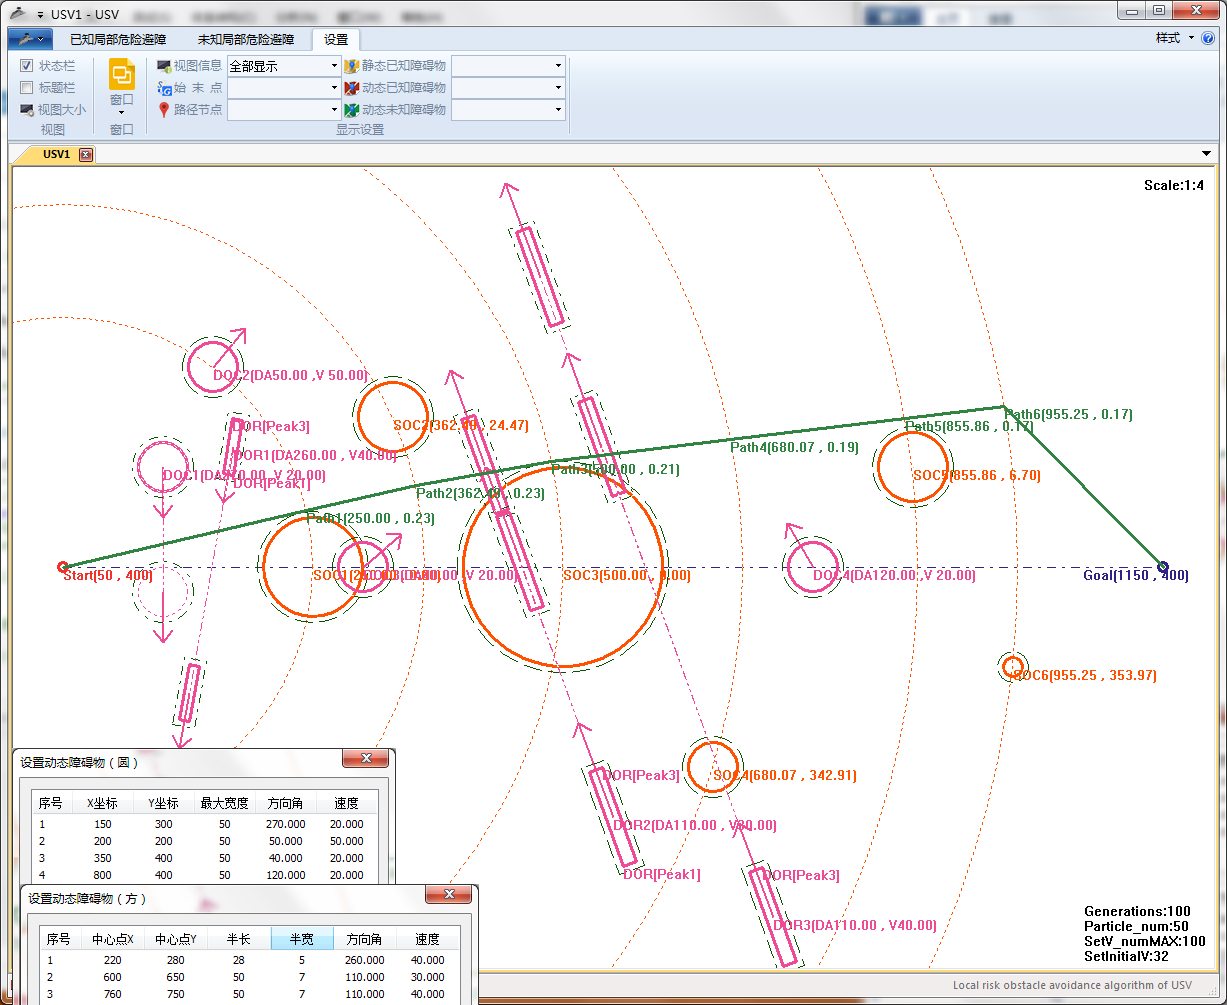 USV1 - USV
已知局部危险避障 未知局部危险避障 设置 样式
状态栏
标题栏
视图大小
视图
窗口
窗口
视图信息 全部显示 静态已知障碍物
始 末 点 动态已知障碍物
路径节点 动态未知障碍物
显示设置
USV1
Scale:1:4
DOC2(DA50.00 ,V 50.00)
DOR[Peak3]
SOC2(362.49 , 24.47)
DOR1(DA260.00 , V40.00)
DOC1(DA270.00 ,V 20.00)
DOR[Peak1]
Path1(250.00 , 0.23)
Path2(362.49 , 0.23)
Path3(500.00 , 0.21)
Path4(680.07 , 0.19)
Path5(855.86 , 0.17)
Path6(955.25 , 0.17)
SOC5(855.86 , 6.70)
Start(50 , 400)
SOC1(250.00 , 0.00)
DOC3(DA40.00 ,V 20.00)
SOC3(500.00 , 0.00)
DOC4(DA120.00 ,V 20.00)
Goal(1150 , 400)
SOC6(955.25 , 353.97)
DOR[Peak3]
SOC4(680.07 , 342.91)
DOR2(DA110.00 , V30.00)
DOR[Peak1]
DOR[Peak3]
DOR3(DA110.00 , V40.00)
Generations:100
Particle_num:50
SetV_numMAX:100
SetInitialV:32
设置动态障碍物（圆）
序号 X坐标 Y坐标 最大宽度 方向角 速度
1 150 300 50 270.000 20.000
2 200 200 50 50.000 50.000
3 350 400 50 40.000 20.000
4 800 400 50 120.000 20.000
设置动态障碍物（方）
序号 中心点X 中心点Y 半长 半宽 方向角 速度
1 220 280 28 5 260.000 40.000
2 600 650 50 7 110.000 30.000
3 760 750 50 7 110.000 40.000
Local risk obstacle avoidance algorithm of USV